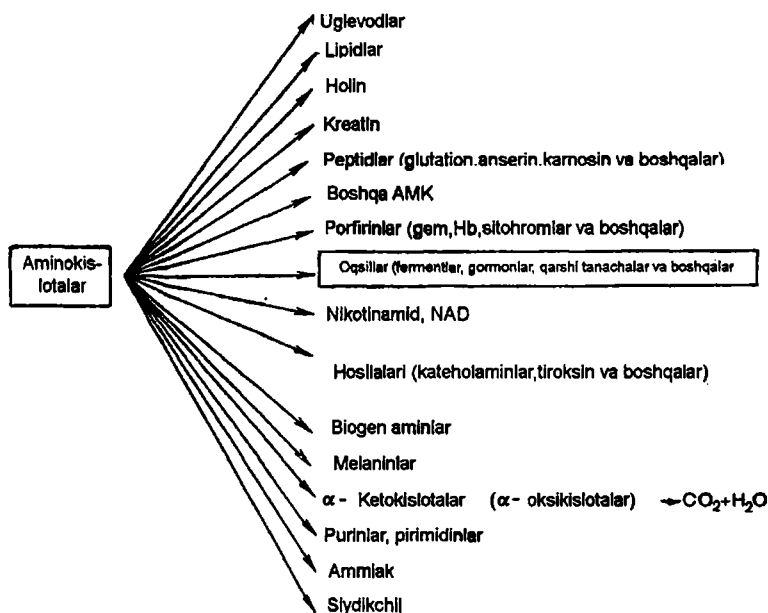 Uglevodlar
Lipidlar
Holin
Kreatin
Peptidlar (glutation.anserin.karnosin va boshqalar)
Boshqa AMK
Porfirinlar (gem,Hb,sitohromlar va boshqalar)
Aminokis-
lotalar
Oqsillar (fermentlar, gormonlar, qarshi tanachalar va boshqalar
Nikotinamid, NAD
Hosilalari (kateholaminlar,tiroksin va boshqalar)
Biogen aminlar
Melaninlar
α - Ketokislotalar (α - oksikislotalar) → CO₂+H₂O
Purinlar, pirimidinlar
Ammiak
Siydikchil